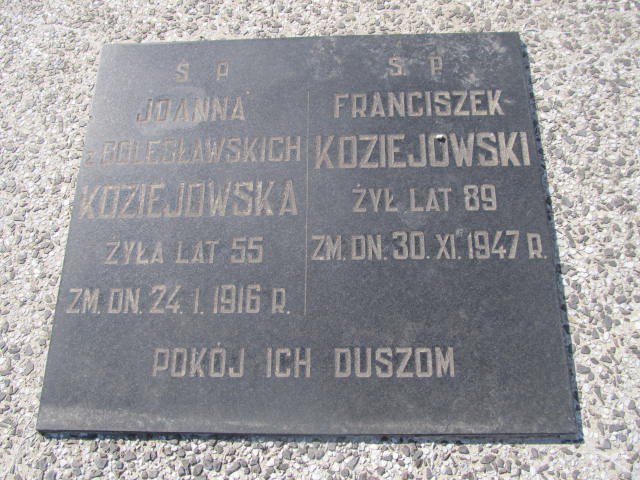 Ś P
JOANNA
z BOLESŁAWSKICH
KOZIEJOWSKA
ŻYŁA LAT 55
ZM. DN. 24. I. 1916 R.
Ś P
FRANCISZEK
KOZIEJOWSKI
ŻYŁ LAT 89
ZM. DN. 30. XI. 1947 R.
POKÓJ ICH DUSZOM